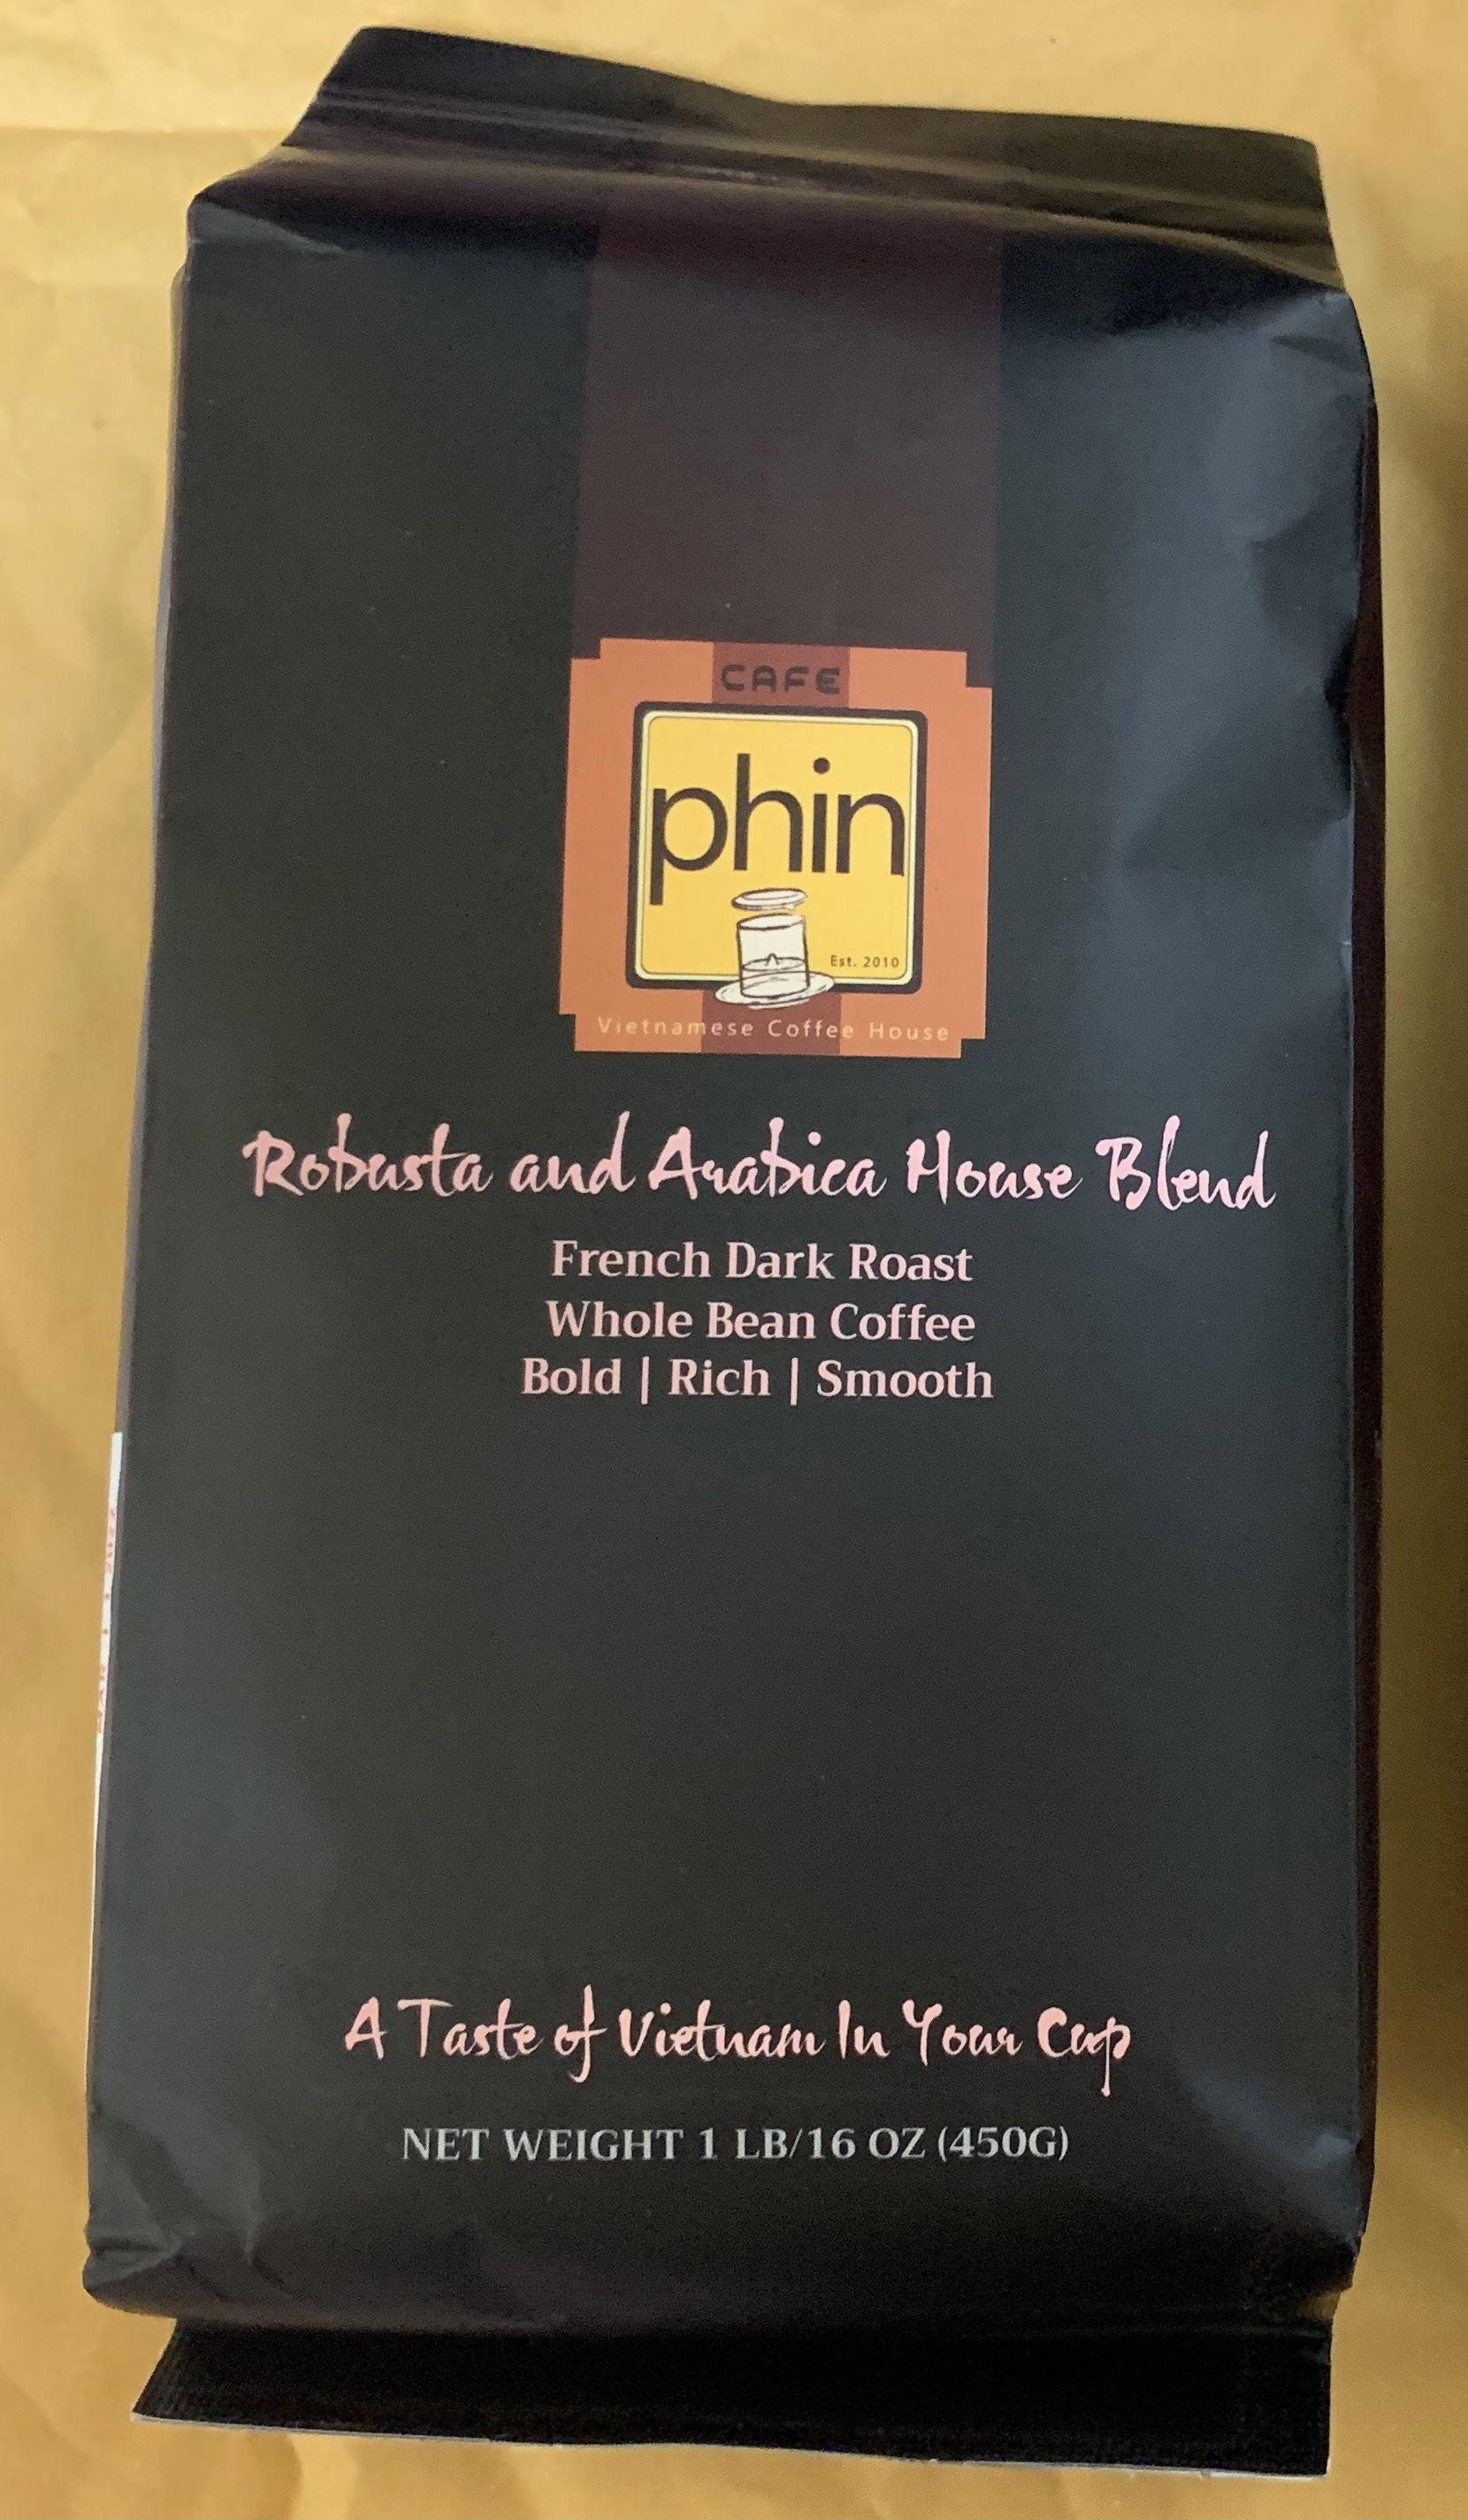 CAFE
phin
Est. 2010
Vietnamese Coffee House
Robusta and Arabica House Blend
French Dark Roast
Whole Bean Coffee
Bold | Rich | Smooth
A Taste of Vietnam In Your Cup
NET WEIGHT 1 LB/16 OZ (450G)